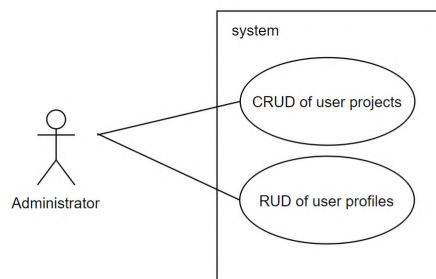 system
CRUD of user projects
RUD of user profiles
Administrator